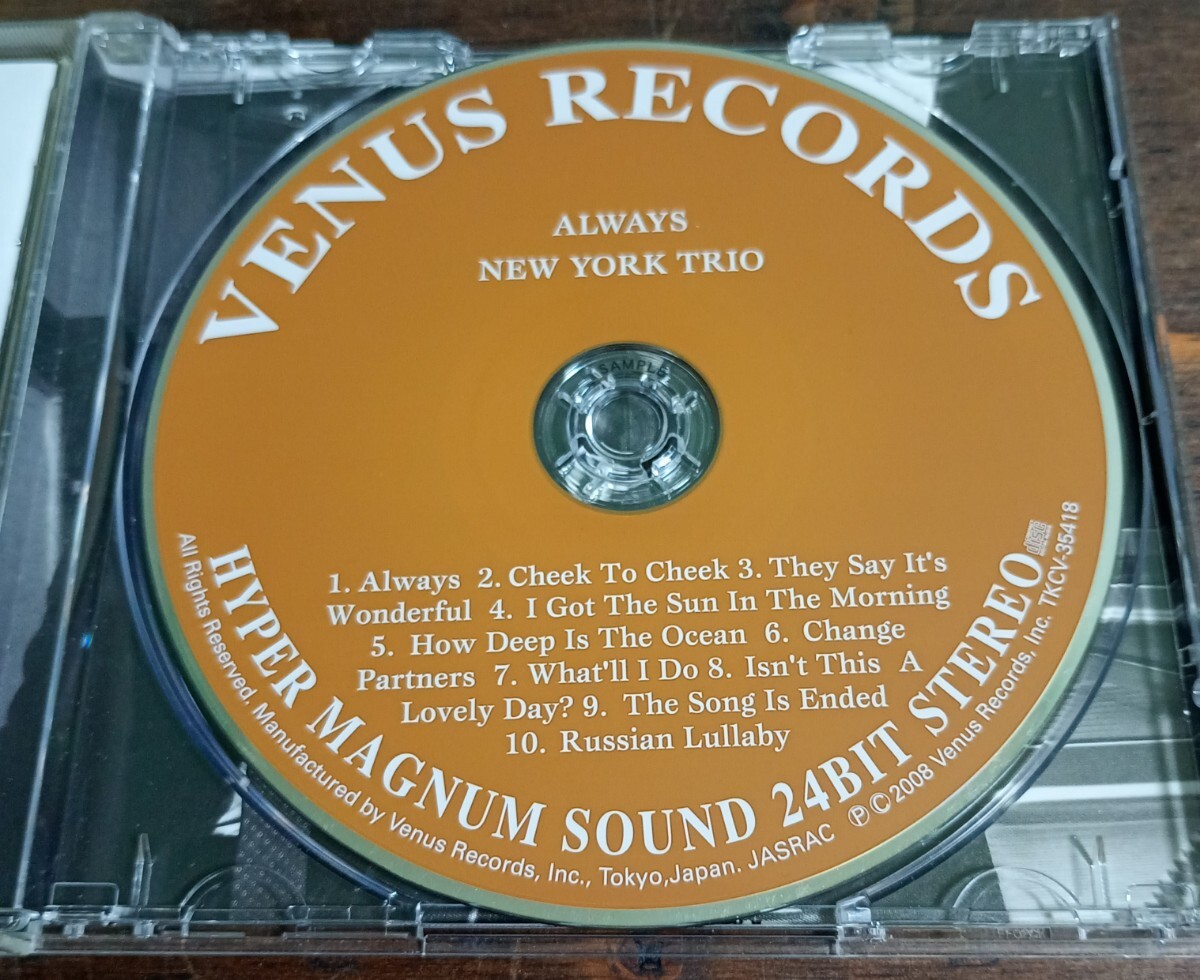 VENUS RECORDS
ALWAYS
NEW YORK TRIO
SAMPLE
1. Always 2. Cheek To Cheek 3. They Say It's
Wonderful 4. I Got The Sun In The Morning
5. How Deep Is The Ocean 6. Change
Partners 7. What'll I Do 8. Isn't This A
Lovely Day? 9. The Song Is Ended
10. Russian Lullaby
HYPER MAGNUM SOUND 24BIT STEREO
disc
All Rights Reserved. Manufactured by Venus Records, Inc., Tokyo,Japan. JASRAC ℗©2008 Venus Records, Inc. TKCV-35418